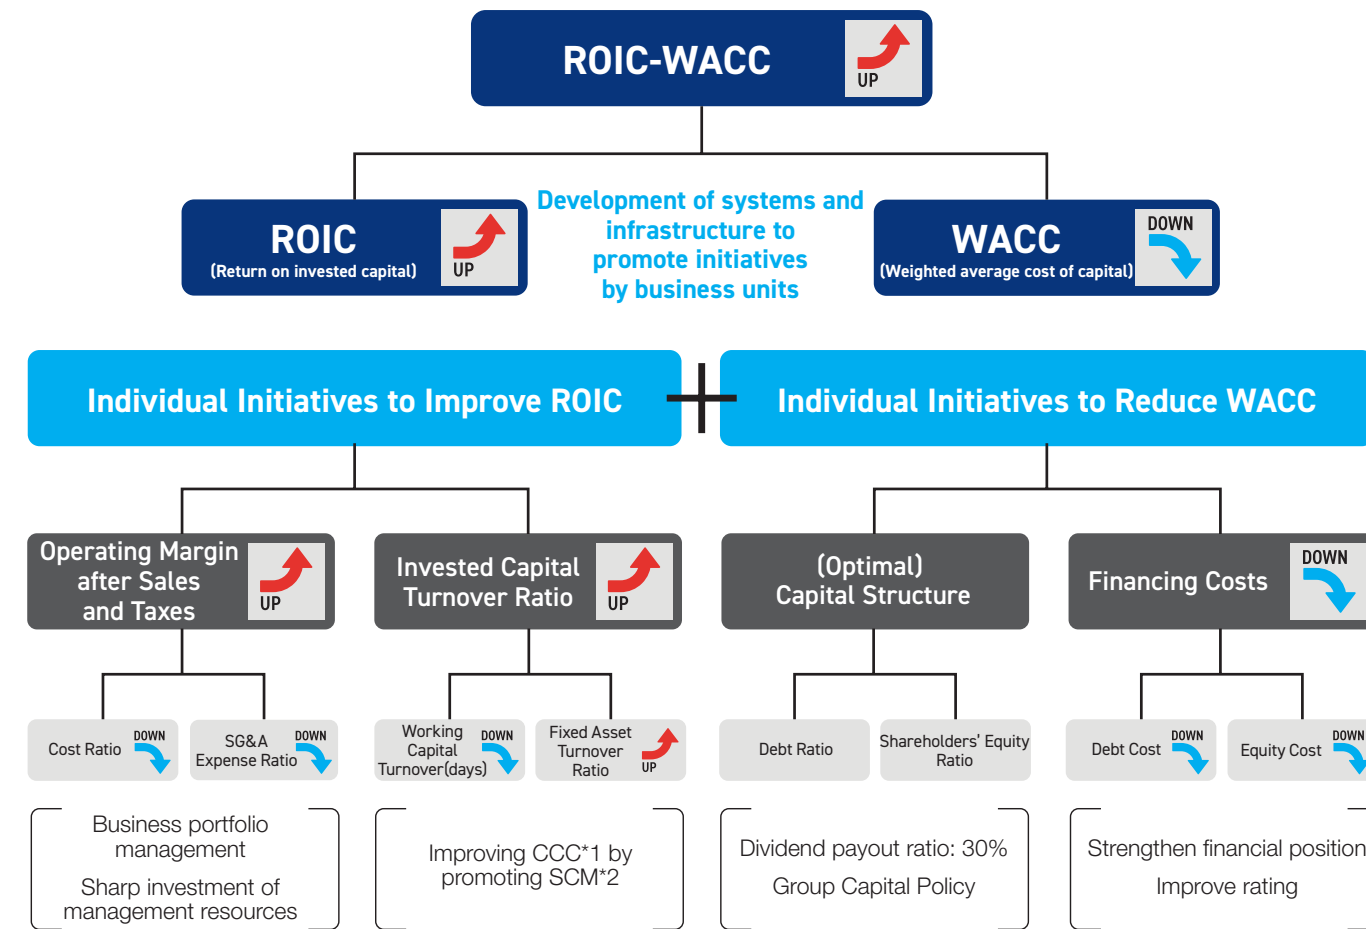 ROIC-WACC
UP
ROIC
(Return on invested capital)
UP
Development of systems and
infrastructure to
promote initiatives
by business units
WACC
(Weighted average cost of capital)
DOWN
Individual Initiatives to Improve ROIC
+
Individual Initiatives to Reduce WACC
Operating Margin
after Sales
and Taxes
UP
Invested Capital
Turnover Ratio
UP
(Optimal)
Capital Structure
Financing Costs
DOWN
Cost Ratio
DOWN
SG&A
Expense Ratio
DOWN
Working
Capital
Turnover(days)
DOWN
Fixed Asset
Turnover
Ratio
UP
Debt Ratio
Shareholders' Equity
Ratio
Debt Cost
DOWN
Equity Cost
DOWN
Business portfolio
management
Sharp investment of
management resources
Improving CCC*1 by
promoting SCM*2
Dividend payout ratio: 30%
Group Capital Policy
Strengthen financial position
Improve rating